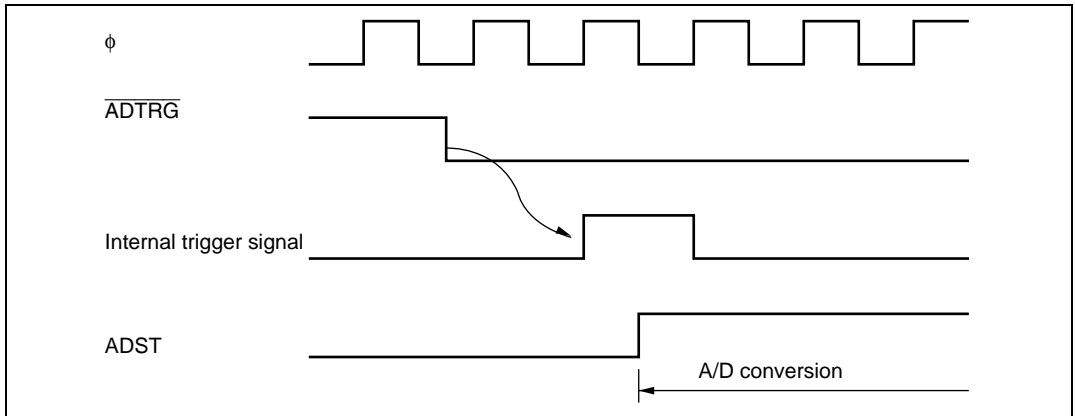 ϕ
ADTRG
Internal trigger signal
ADST
A/D conversion